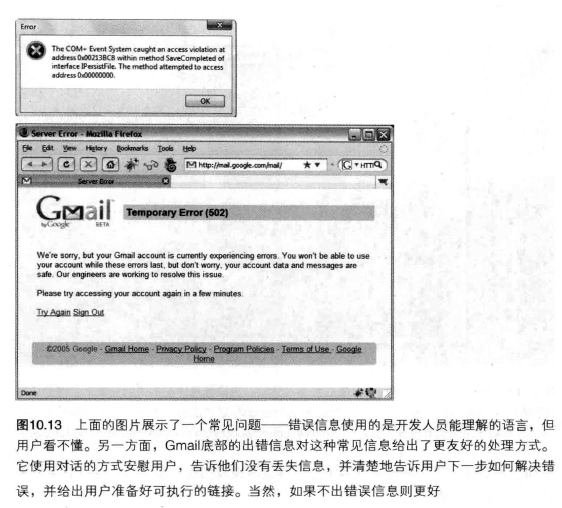 Error
The COM+ Event System caught an access violation at
address 0x00213BCB within method SaveCompleted of
interface IPersistFile. The method attempted to access
address 0x00000000.
OK
Server Error - Mozilla Firefox
File Edit View History Bookmarks Tools Help
http://mail.google.com/mail/
Server Error
Gmail
by Google BETA
Temporary Error (502)
We're sorry, but your Gmail account is currently experiencing errors. You won't be able to use
your account while these errors last, but don't worry, your account data and messages are
safe. Our engineers are working to resolve this issue.
Please try accessing your account again in a few minutes.
Try Again Sign Out
©2005 Google - Gmail Home - Privacy Policy - Program Policies - Terms of Use - Google
Home
Done
图10.13 上面的图片展示了一个常见问题——错误信息使用的是开发人员能理解的语言，但
用户看不懂。另一方面，Gmail底部的出错信息对这种常见信息给出了更友好的处理方式。
它使用对话的方式安慰用户，告诉他们没有丢失信息，并清楚地告诉用户下一步如何解决错
误，并给出用户准备好可执行的链接。当然，如果不出错误信息则更好